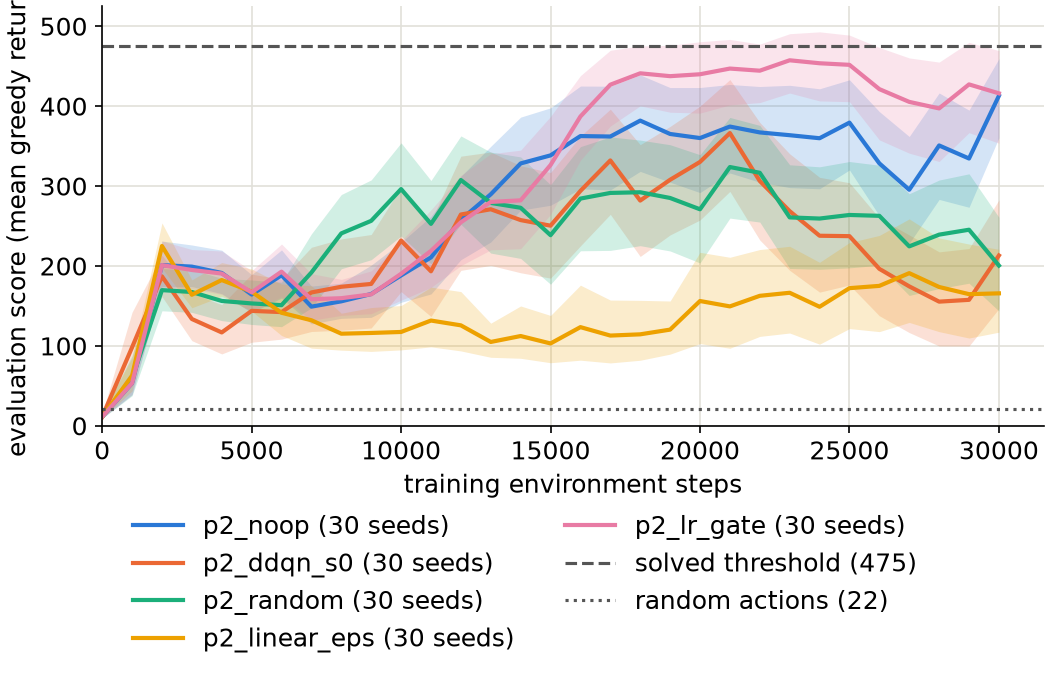 evaluation score (mean greedy
500
400
300
200
100
0
0 5000 10000 15000 20000 25000 30000
training environment steps
p2_noop (30 seeds)
p2_ddqn_s0 (30 seeds)
p2_random (30 seeds)
p2_linear_eps (30 seeds)
p2_lr_gate (30 seeds)
solved threshold (475)
random actions (22)